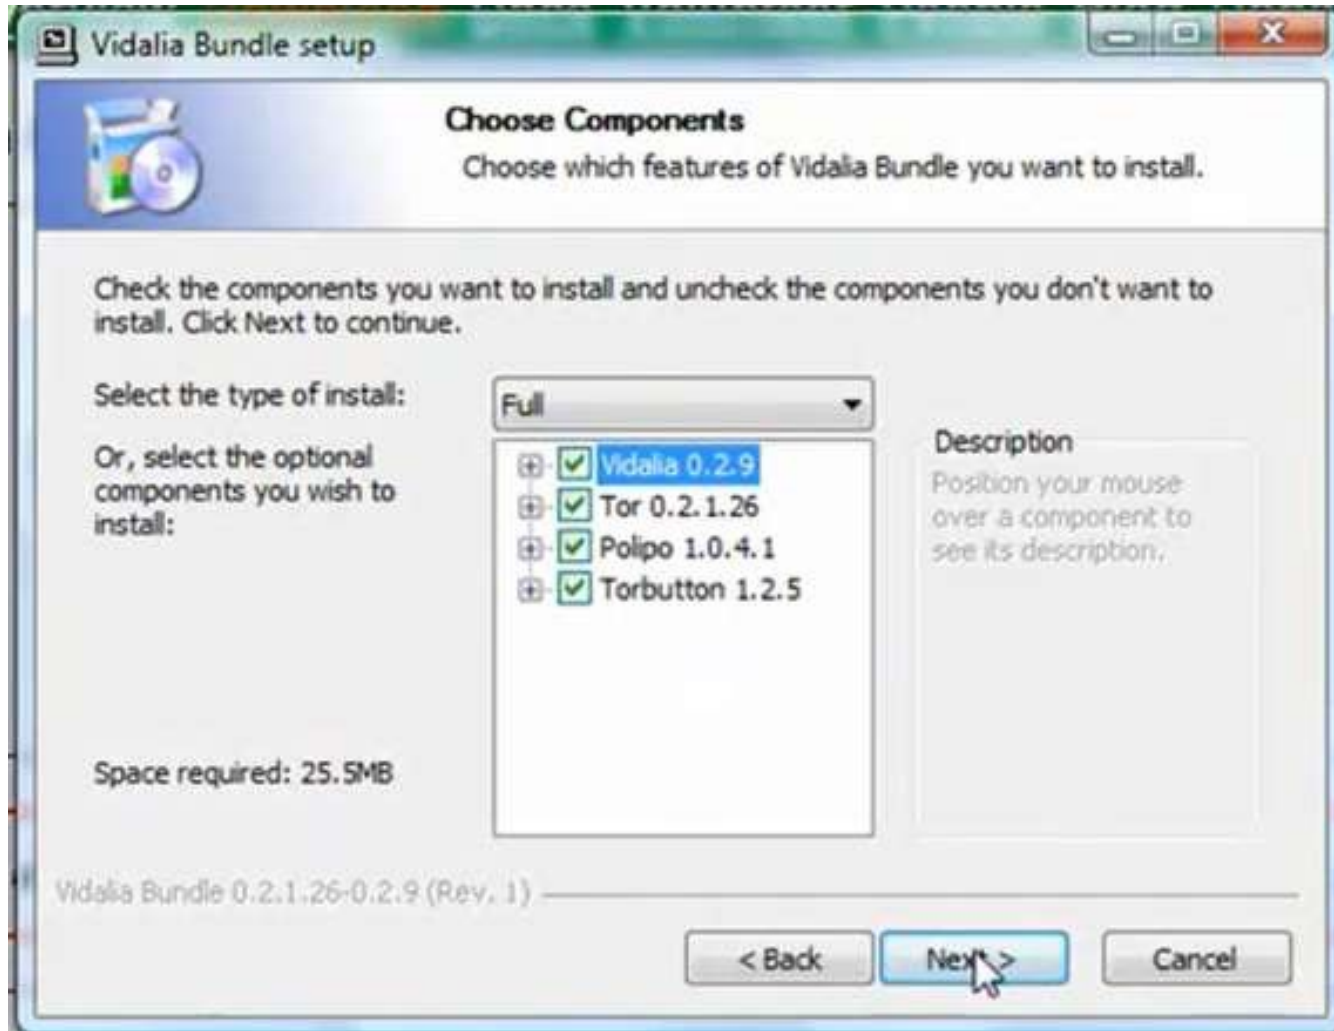 Vidalia Bundle setup
Choose Components
Choose which features of Vidalia Bundle you want to install.
Check the components you want to install and uncheck the components you don't want to
install. Click Next to continue.
Select the type of install:
Full
Or, select the optional
components you wish to
install:
Vidalia 0.2.9
Tor 0.2.1.26
Polipo 1.0.4.1
Torbutton 1.2.5
Description
Position your mouse
over a component to
see its description.
Space required: 25.5MB
Vidalia Bundle 0.2.1.26-0.2.9 (Rev. 1)
< Back
Next >
Cancel